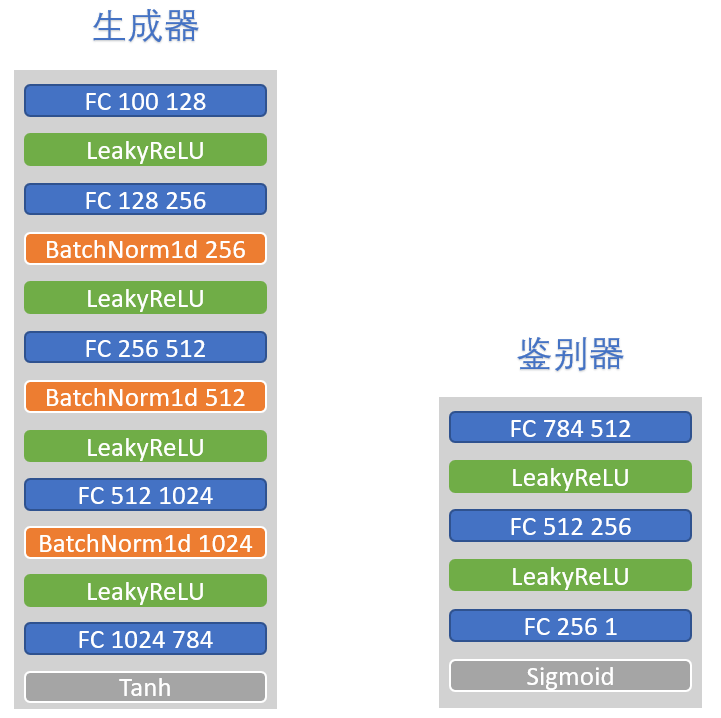 生成器
FC 100 128
LeakyReLU
FC 128 256
BatchNorm1d 256
LeakyReLU
FC 256 512
BatchNorm1d 512
LeakyReLU
FC 512 1024
BatchNorm1d 1024
LeakyReLU
FC 1024 784
Tanh
鉴别器
FC 784 512
LeakyReLU
FC 512 256
LeakyReLU
FC 256 1
Sigmoid